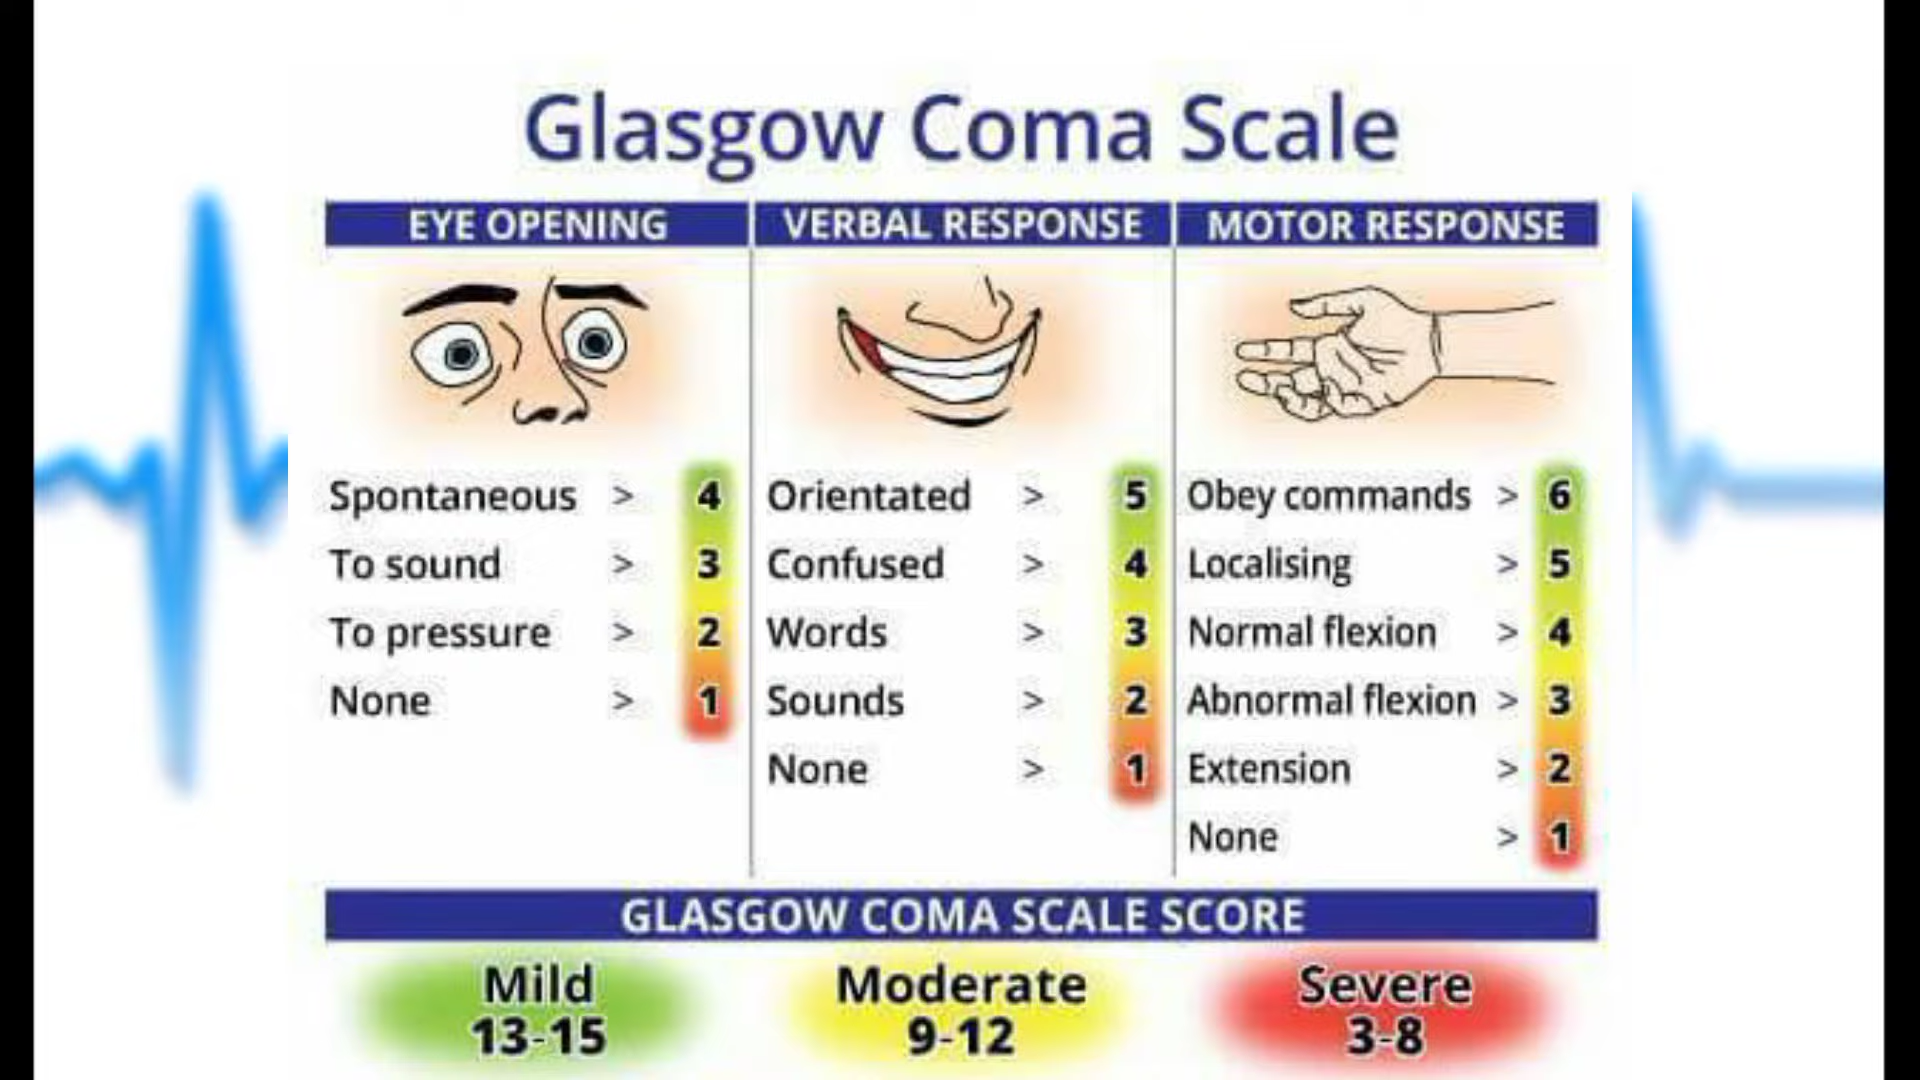 Glasgow Coma Scale
EYE OPENING
Spontaneous > 4
To sound > 3
To pressure > 2
None > 1
VERBAL RESPONSE
Orientated > 5
Confused > 4
Words > 3
Sounds > 2
None > 1
MOTOR RESPONSE
Obey commands > 6
Localising > 5
Normal flexion > 4
Abnormal flexion > 3
Extension > 2
None > 1
GLASGOW COMA SCALE SCORE
Mild
13-15
Moderate
9-12
Severe
3-8